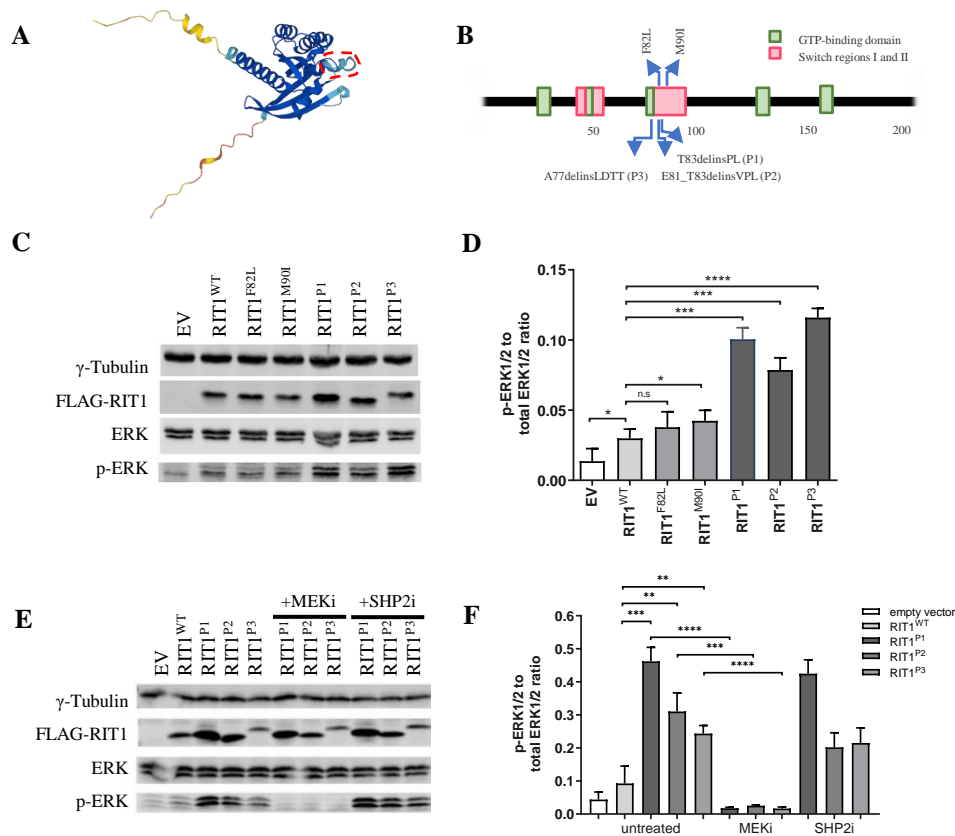 A
B
F82L
M90I
GTP-binding domain
Switch regions I and II
50
100
150
200
T83delinsPL (P1)
A77delinsLDTT (P3)
E81_T83delinsVPL (P2)
C
EV
RIT1WT
RIT1F82L
RIT1M90I
RIT1P1
RIT1P2
RIT1P3
γ-Tubulin
FLAG-RIT1
ERK
p-ERK
D
p-ERK1/2 to
total ERK1/2 ratio
0.15
0.10
0.05
0.00
****
***
***
*
n.s
*
EV
RIT1WT
RIT1F82L
RIT1M90I
RIT1P1
RIT1P2
RIT1P3
E
+MEKi
+SHP2i
EV
RIT1WT
RIT1P1
RIT1P2
RIT1P3
RIT1P1
RIT1P2
RIT1P3
RIT1P1
RIT1P2
RIT1P3
γ-Tubulin
FLAG-RIT1
ERK
p-ERK
F
p-ERK1/2 to
total ERK1/2 ratio
0.6
0.5
0.4
0.3
0.2
0.1
0.0
**
**
***
****
***
****
untreated
MEKi
SHP2i
empty vector
RIT1WT
RIT1P1
RIT1P2
RIT1P3